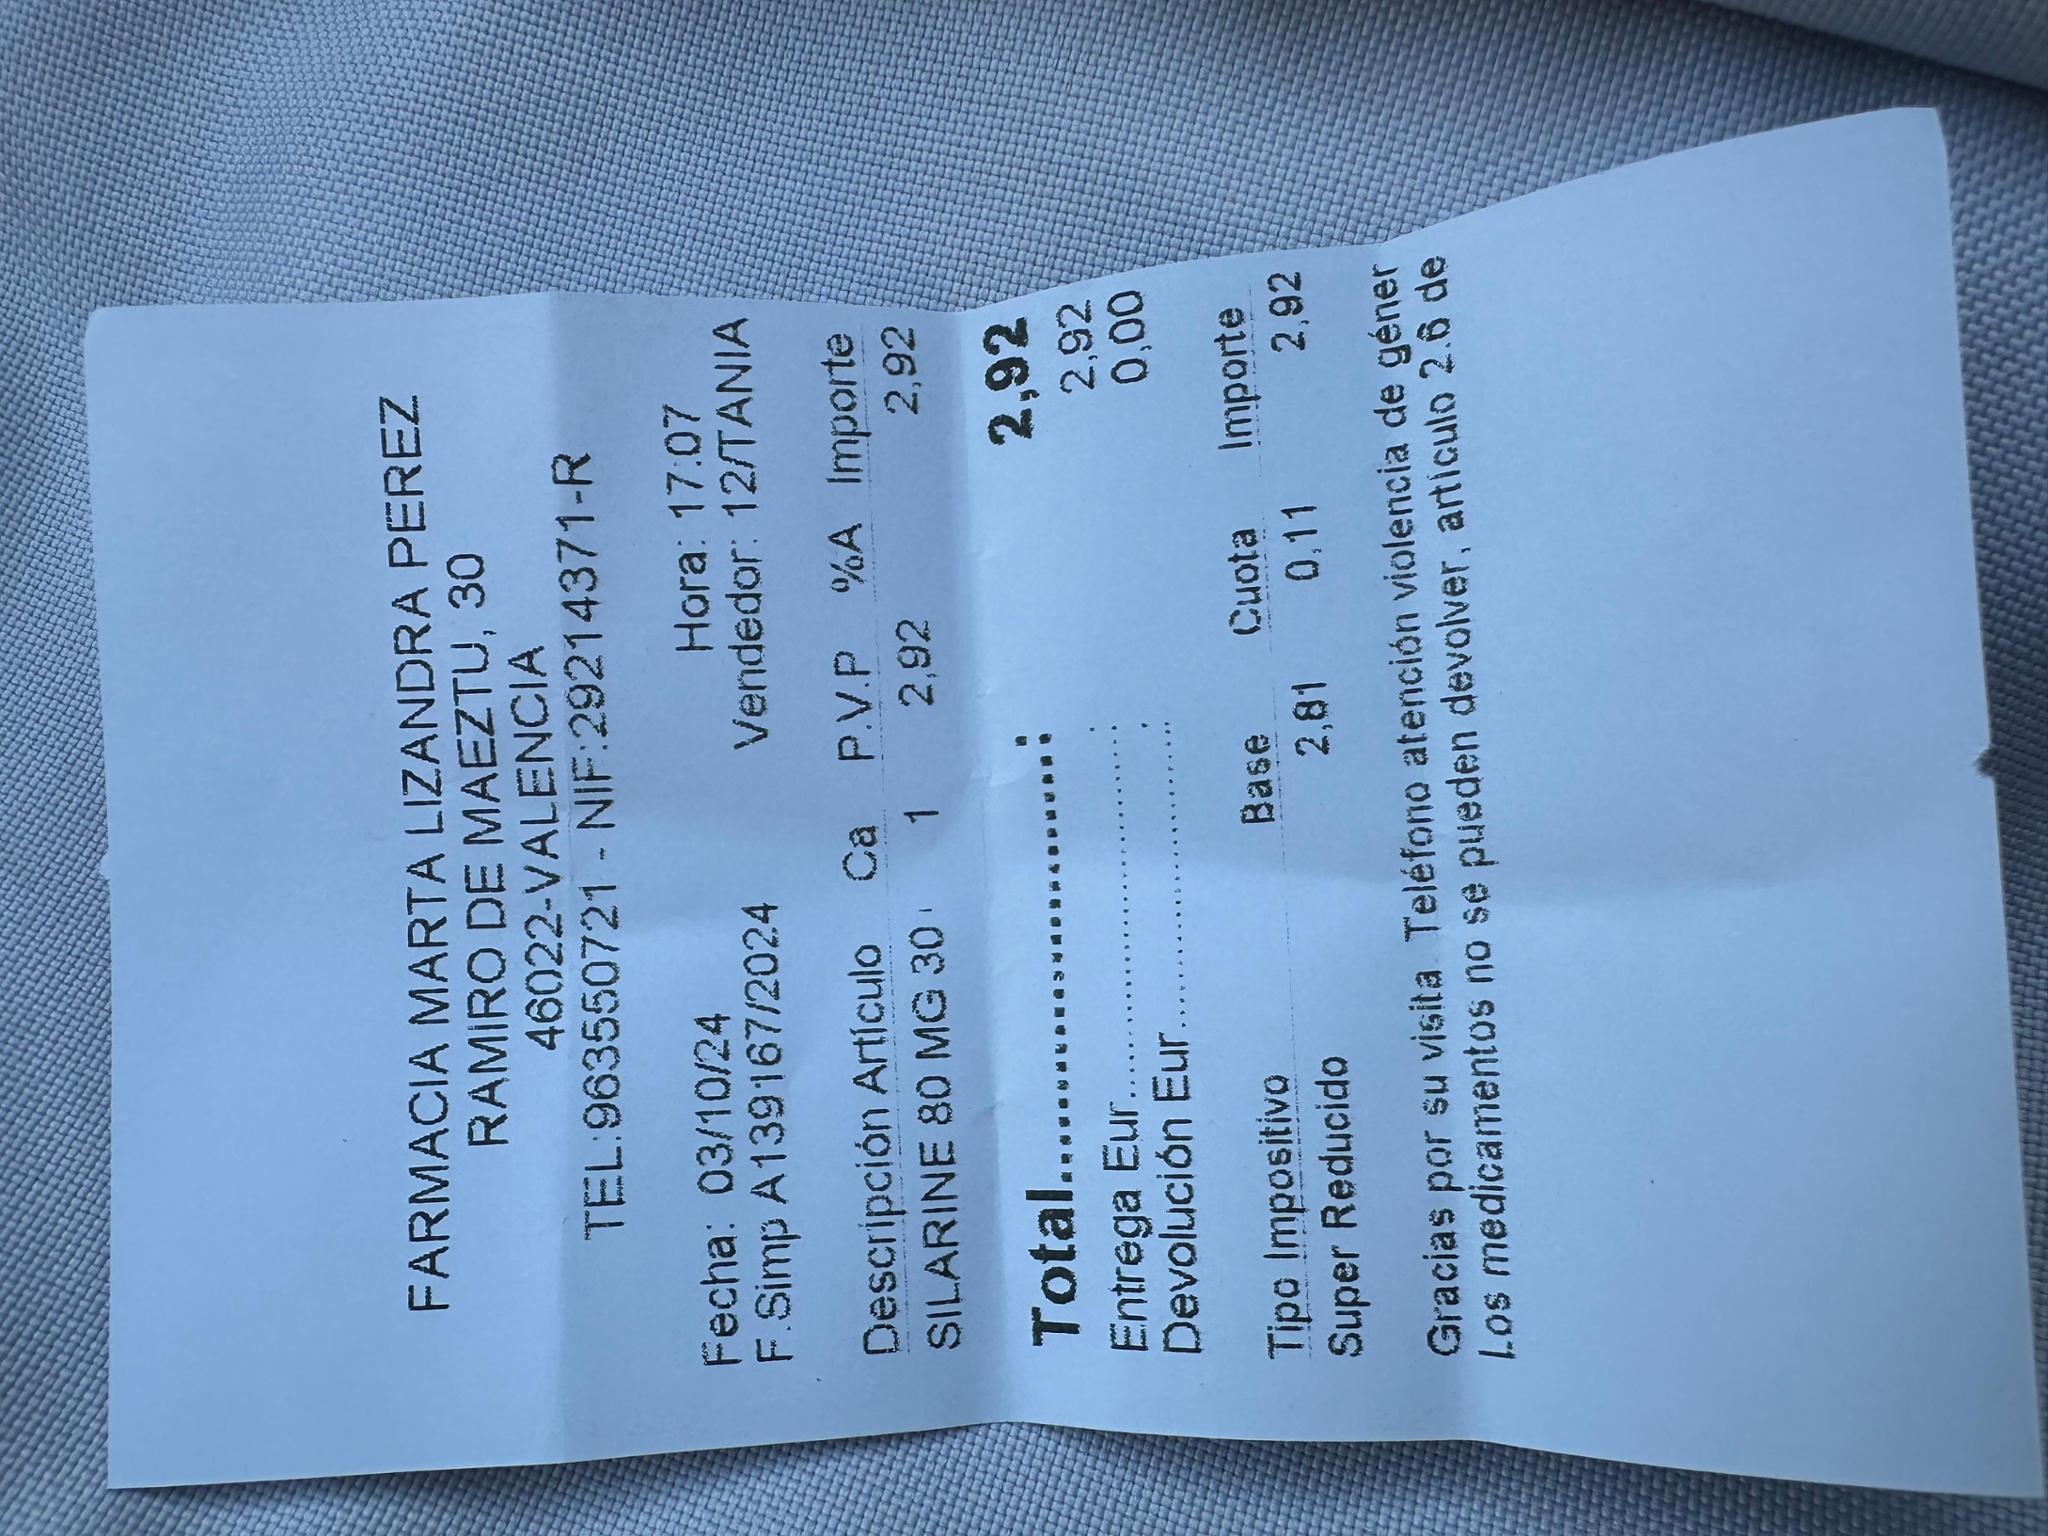 FARMACIA MARTA LIZANDRA PEREZ
RAMIRO DE MAEZTU, 30
46022-VALENCIA
TEL:963550721 - NIF:29214371-R
Fecha: 03/10/24 Hora: 17:07
F.Simp A139167/2024 Vendedor: 12/TANIA
Descripción Artículo Ca P.V.P %A Importe
SILARINE 80 MG 30 1 2,92 2,92
Total.......................: 2,92
Entrega Eur............................: 2,92
Devolución Eur........................: 0,00
Tipo Impositivo Base Cuota Importe
Super Reducido 2,81 0,11 2,92
Gracias por su visita. Teléfono atención violencia de géner
Los medicamentos no se pueden devolver, artículo 2.6 de